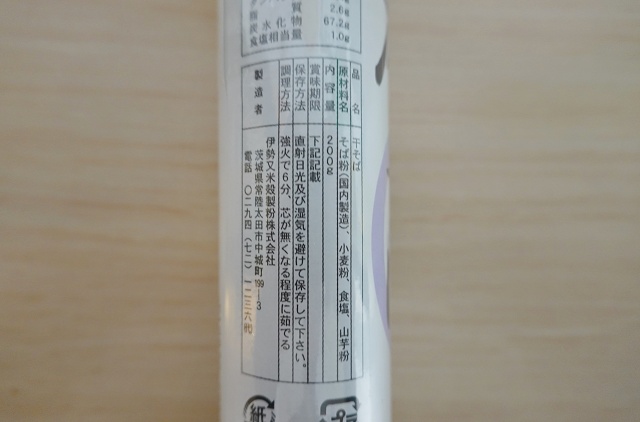 質 2.6g
炭水化物 67.2g
食塩相当量 1.0g
品名 干そば
原材料名 そば粉(国内製造)、小麦粉、食塩、山芋粉
内容量 200g
賞味期限 下記記載
保存方法 直射日光及び湿気を避けて保存して下さい。
調理方法 強火で6分、芯が無くなる程度に茹でる
製造者 伊勢又米穀製粉株式会社
茨城県常陸太田市中城町199-3
電話 〇二九四(七二)一二三六㈹
紙
プ